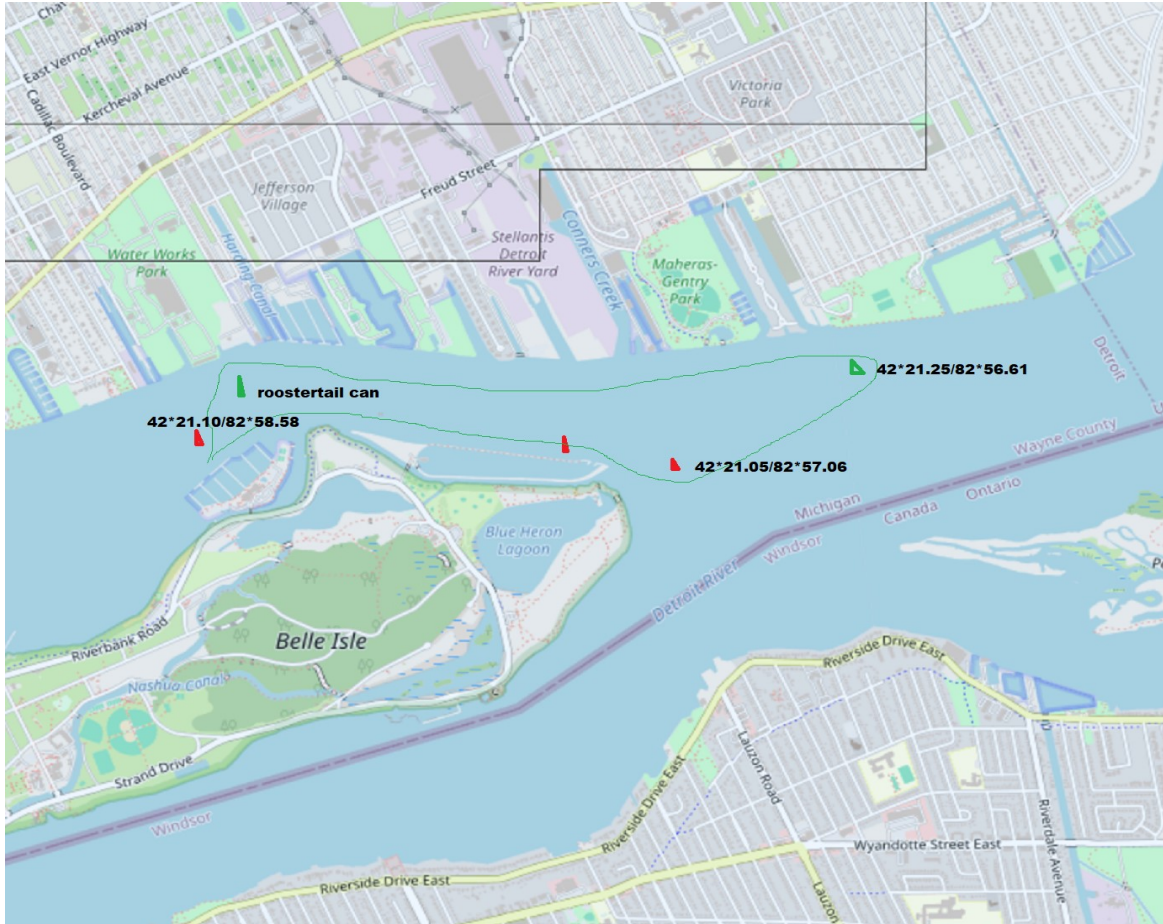 Cha
East Vernor Highway
Kercheval Avenue
Cadillac Boulevard
Victoria
Park
Jefferson
Village
Freud Street
Water Works
Park
Harding Canal
Stellantis
Detroit
River Yard
Conners Creek
Maheras-
Gentry
Park
Detroit
roostertail can
42*21.25/82*56.61
42*21.10/82*58.58
42*21.05/82*57.06
Wayne County
Michigan
Ontario
Canada
Windsor
Blue Heron
Lagoon
Detroit River
Belle Isle
Riverbank Road
Nashua Canal
Strand Drive
Windsor
Riverside Drive East
Riverside Drive East
Riverside Drive East
Lauzon Road
Lauzon
Wyandotte Street East
Riverdale Avenue